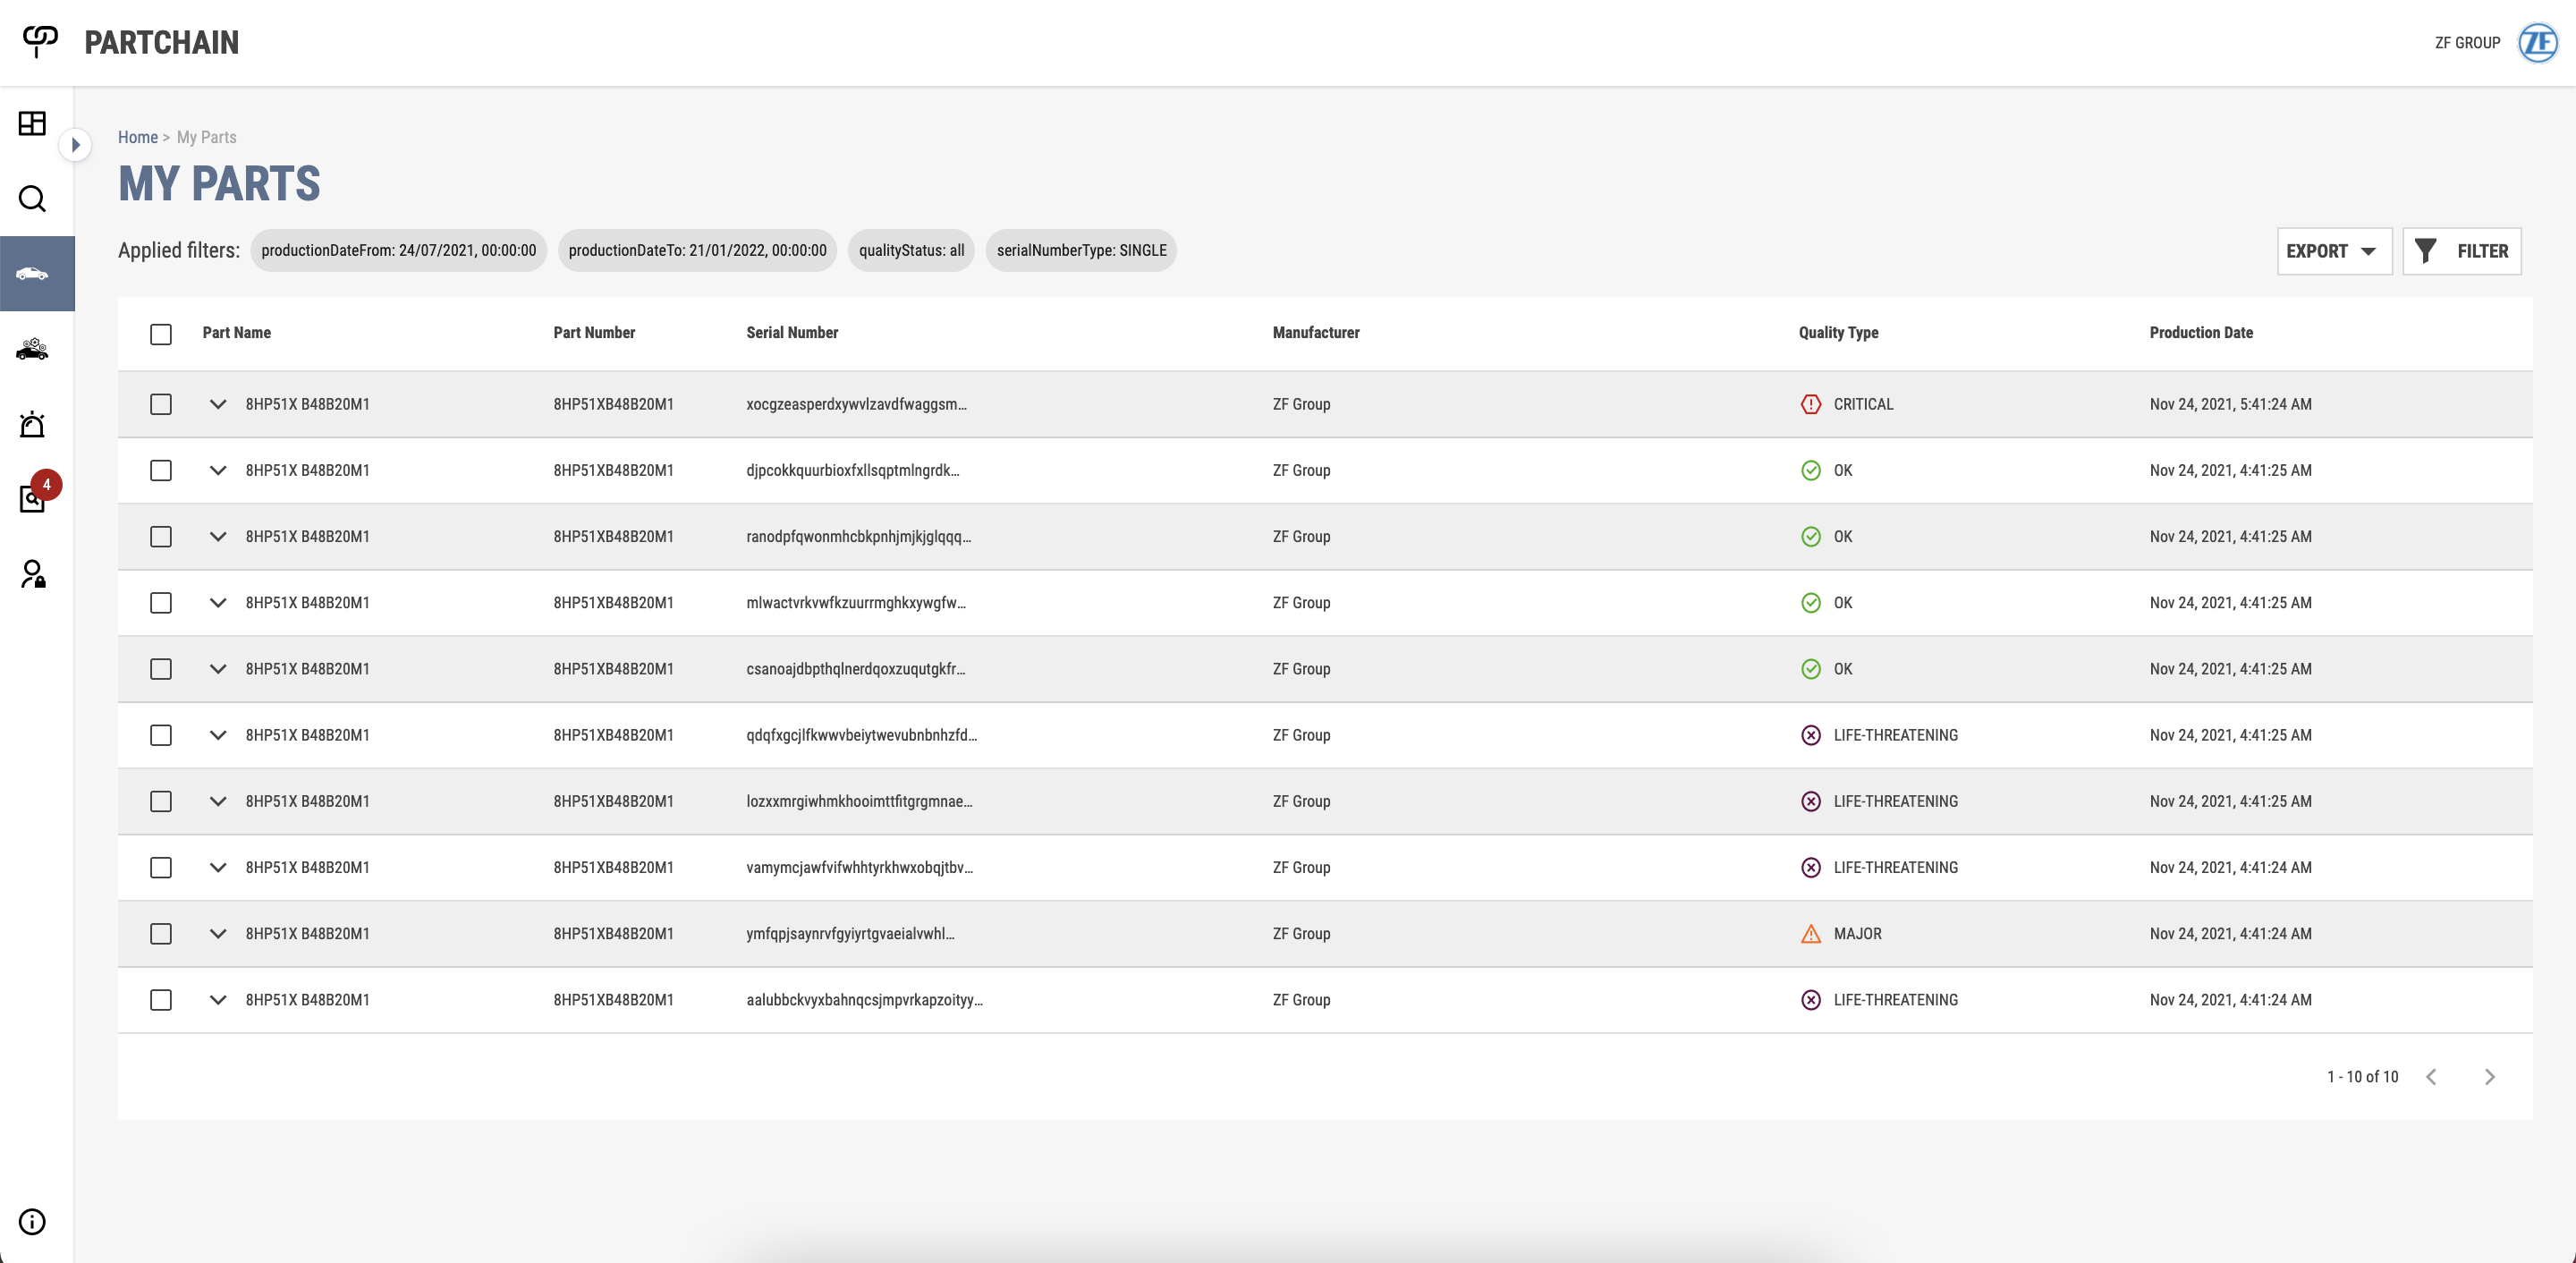 PARTCHAIN
ZF GROUP
ZF
Home > My Parts
MY PARTS
Applied filters: productionDateFrom: 24/07/2021, 00:00:00 productionDateTo: 21/01/2022, 00:00:00 qualityStatus: all serialNumberType: SINGLE
EXPORT FILTER
Part Name Part Number Serial Number Manufacturer Quality Type Production Date
8HP51X B48B20M1 8HP51XB48B20M1 xocgzeasperdxywvlzavdfwaggsm... ZF Group CRITICAL Nov 24, 2021, 5:41:24 AM
8HP51X B48B20M1 8HP51XB48B20M1 djpcokkquurbioxfxllsqptmlngrdk... ZF Group OK Nov 24, 2021, 4:41:25 AM
4
8HP51X B48B20M1 8HP51XB48B20M1 ranodpfqwonmhcbkpnhjmjkjglqqq... ZF Group OK Nov 24, 2021, 4:41:25 AM
8HP51X B48B20M1 8HP51XB48B20M1 mlwactvrkvwfkzuurrmghkxywgfw... ZF Group OK Nov 24, 2021, 4:41:25 AM
8HP51X B48B20M1 8HP51XB48B20M1 csanoajdbpthqlnerdqoxzuqutgkfr... ZF Group OK Nov 24, 2021, 4:41:25 AM
8HP51X B48B20M1 8HP51XB48B20M1 qdqfxgcjlfkwwvbeiytwevubnbnhzfd... ZF Group LIFE-THREATENING Nov 24, 2021, 4:41:25 AM
8HP51X B48B20M1 8HP51XB48B20M1 lozxxmrgiwhmkhooimttfitgrgmnae... ZF Group LIFE-THREATENING Nov 24, 2021, 4:41:25 AM
8HP51X B48B20M1 8HP51XB48B20M1 vamymcjawfvifwhhtyrkhwxobqjtbv... ZF Group LIFE-THREATENING Nov 24, 2021, 4:41:24 AM
8HP51X B48B20M1 8HP51XB48B20M1 ymfqpjsaynrvfgyiyrtgvaeialvwhl... ZF Group MAJOR Nov 24, 2021, 4:41:24 AM
8HP51X B48B20M1 8HP51XB48B20M1 aalubbckvyxbahnqcsjmpvrkapzoityy... ZF Group LIFE-THREATENING Nov 24, 2021, 4:41:24 AM
1 - 10 of 10